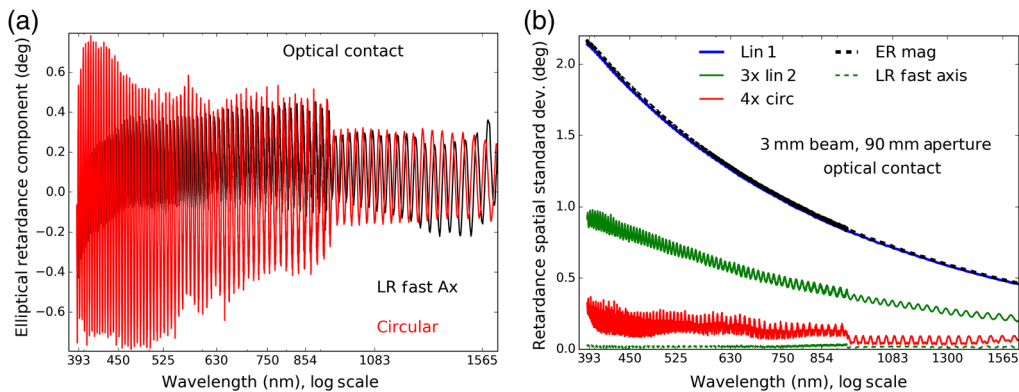 (a)
Elliptical retardance component (deg)
0.6
0.4
0.2
0.0
−0.2
−0.4
−0.6
Optical contact
LR fast Ax
Circular
393 450 525 630 750 854 1083 1565
Wavelength (nm), log scale
(b)
Retardance spatial standard dev. (deg)
2.0
1.5
1.0
0.5
0.0
Lin 1
3x lin 2
4x circ
ER mag
LR fast axis
3 mm beam, 90 mm aperture
optical contact
393 450 525 630 750 854 1083 1300 1565
Wavelength (nm), log scale